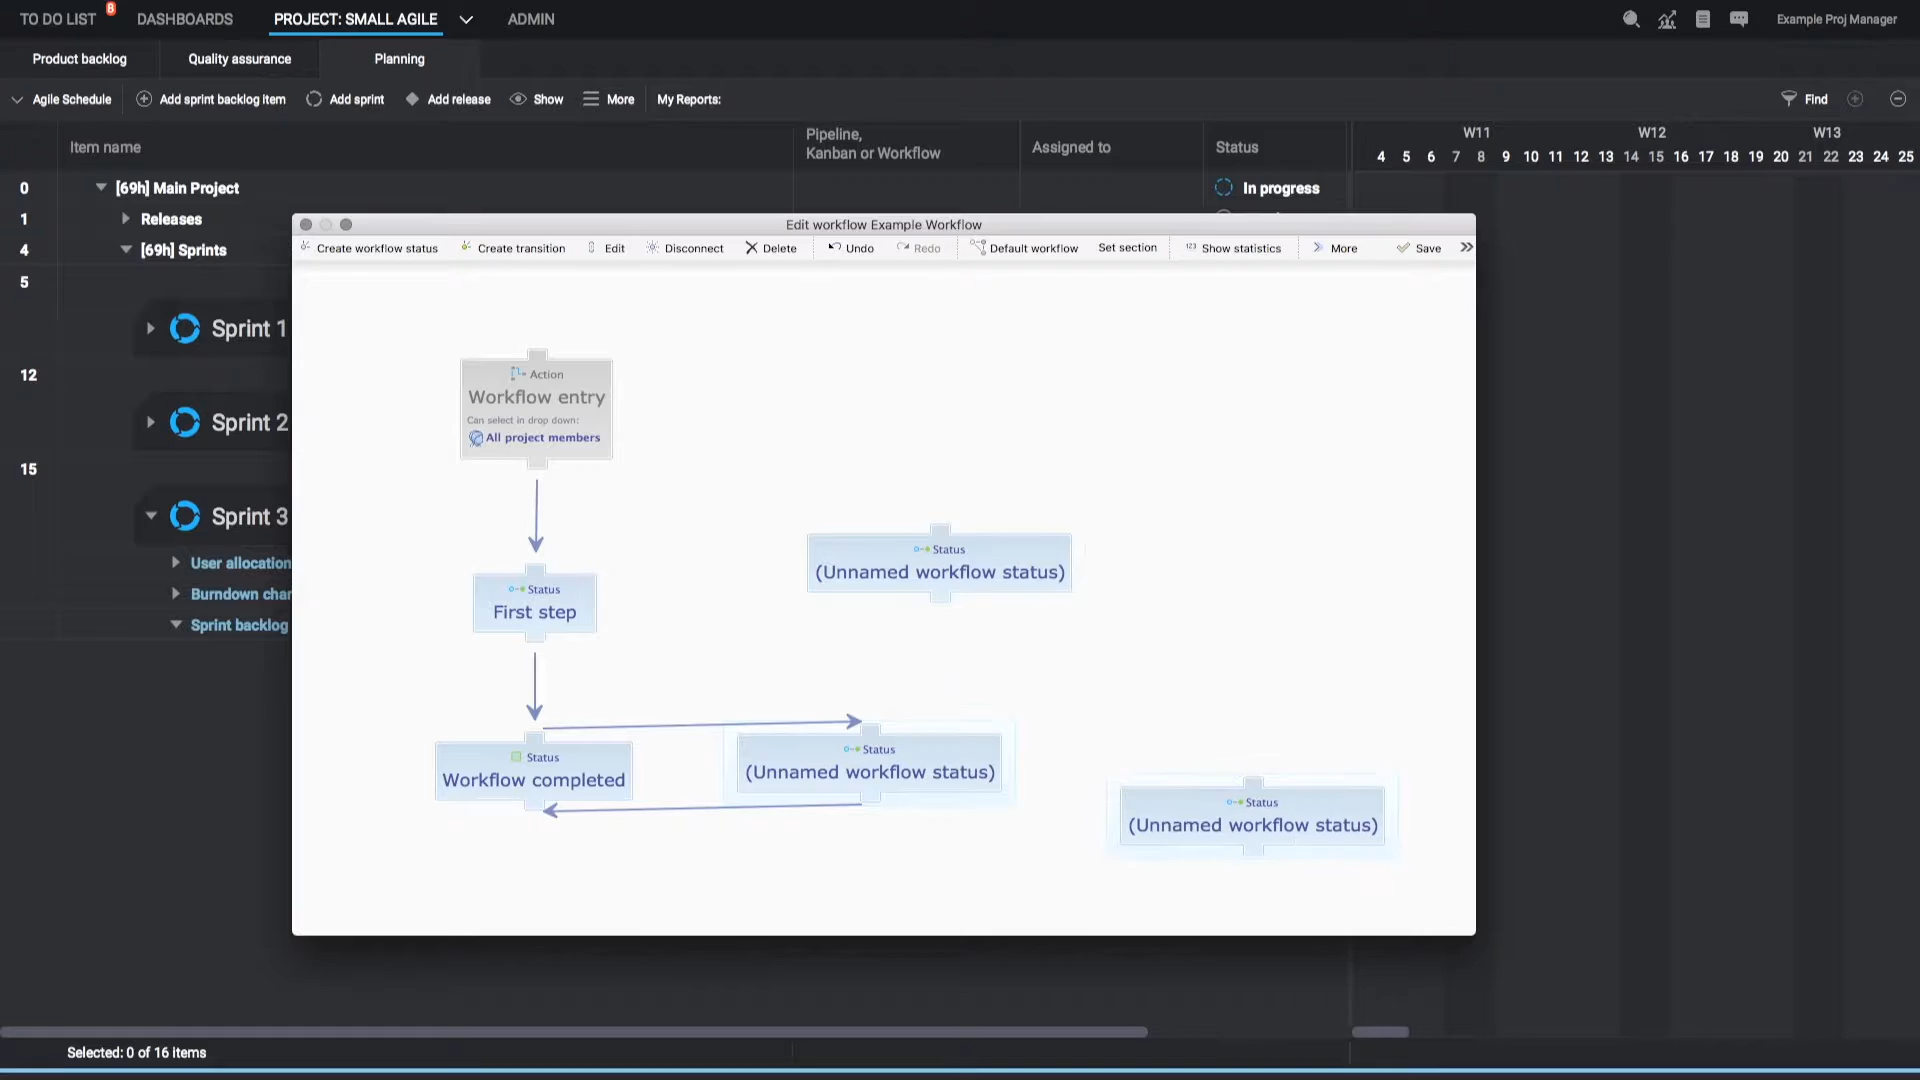 TO DO LIST 8 DASHBOARDS PROJECT: SMALL AGILE ADMIN Example Proj Manager
Product backlog Quality assurance Planning
Agile Schedule Add sprint backlog item Add sprint Add release Show More My Reports: Find
Item name Pipeline, Kanban or Workflow Assigned to Status
W11 W12 W13
4 5 6 7 8 9 10 11 12 13 14 15 16 17 18 19 20 21 22 23 24 25
0 [69h] Main Project In progress
1 Releases
4 [69h] Sprints
5
Sprint 1
12
Sprint 2
15
Sprint 3
User allocation
Burndown char
Sprint backlog
Edit workflow Example Workflow
Create workflow status Create transition Edit Disconnect Delete Undo Redo Default workflow Set section 123 Show statistics More Save
Action
Workflow entry
Can select in drop down:
All project members
Status
(Unnamed workflow status)
Status
First step
Status
Workflow completed
Status
(Unnamed workflow status)
Status
(Unnamed workflow status)
Selected: 0 of 16 items